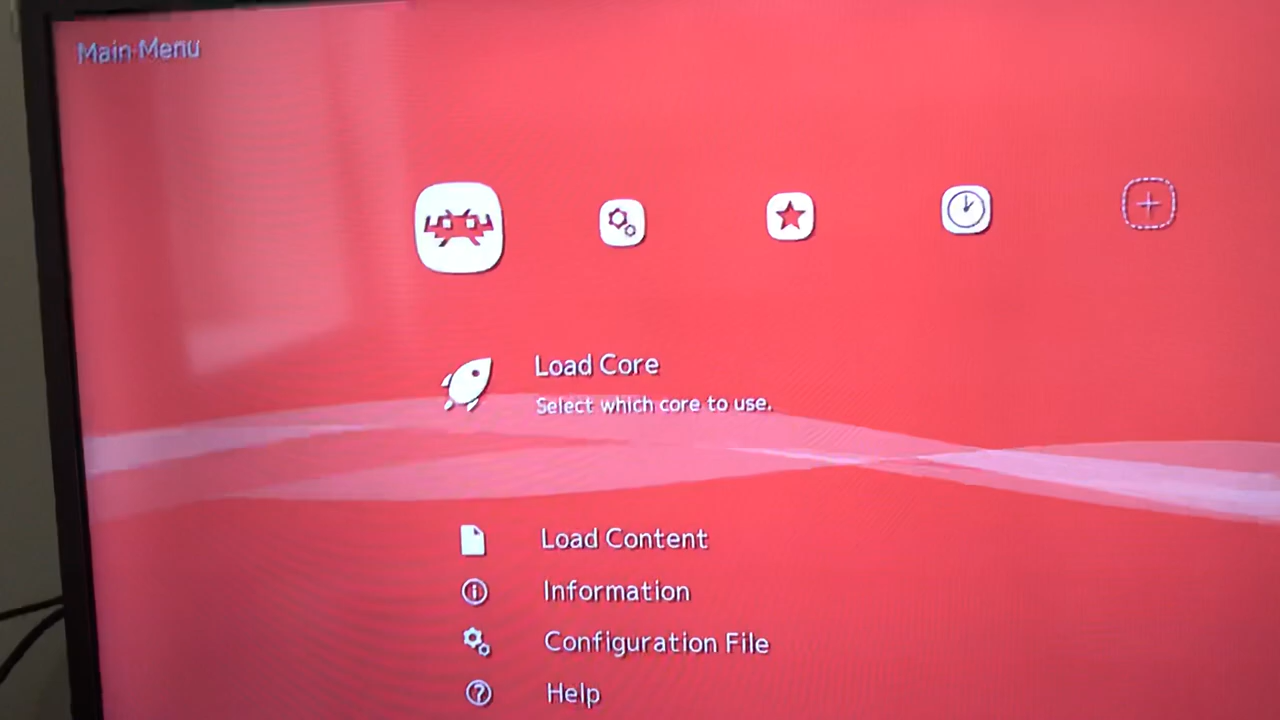 Main Menu
Load Core
Select which core to use.
Load Content
Information
Configuration File
Help